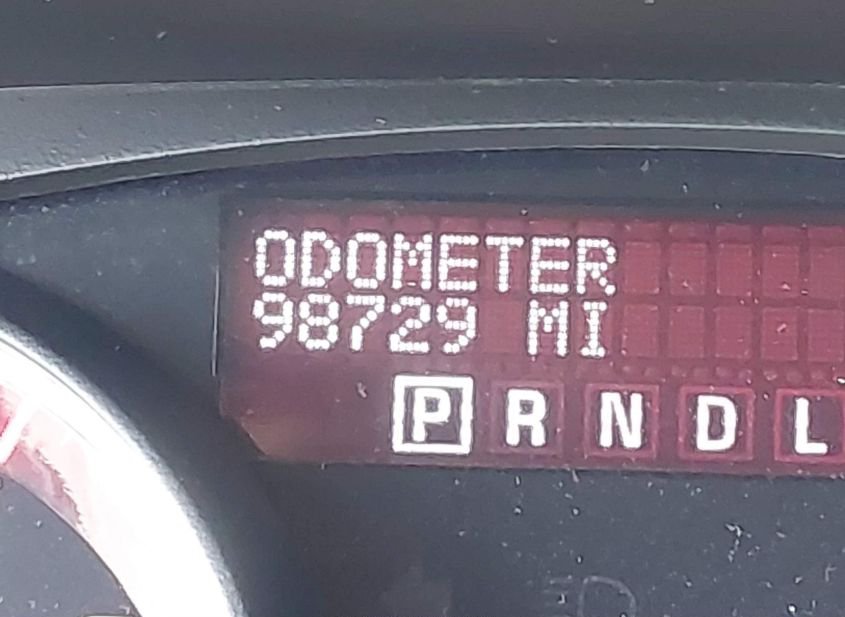 ODOMETER
98729 MI
P R N D L